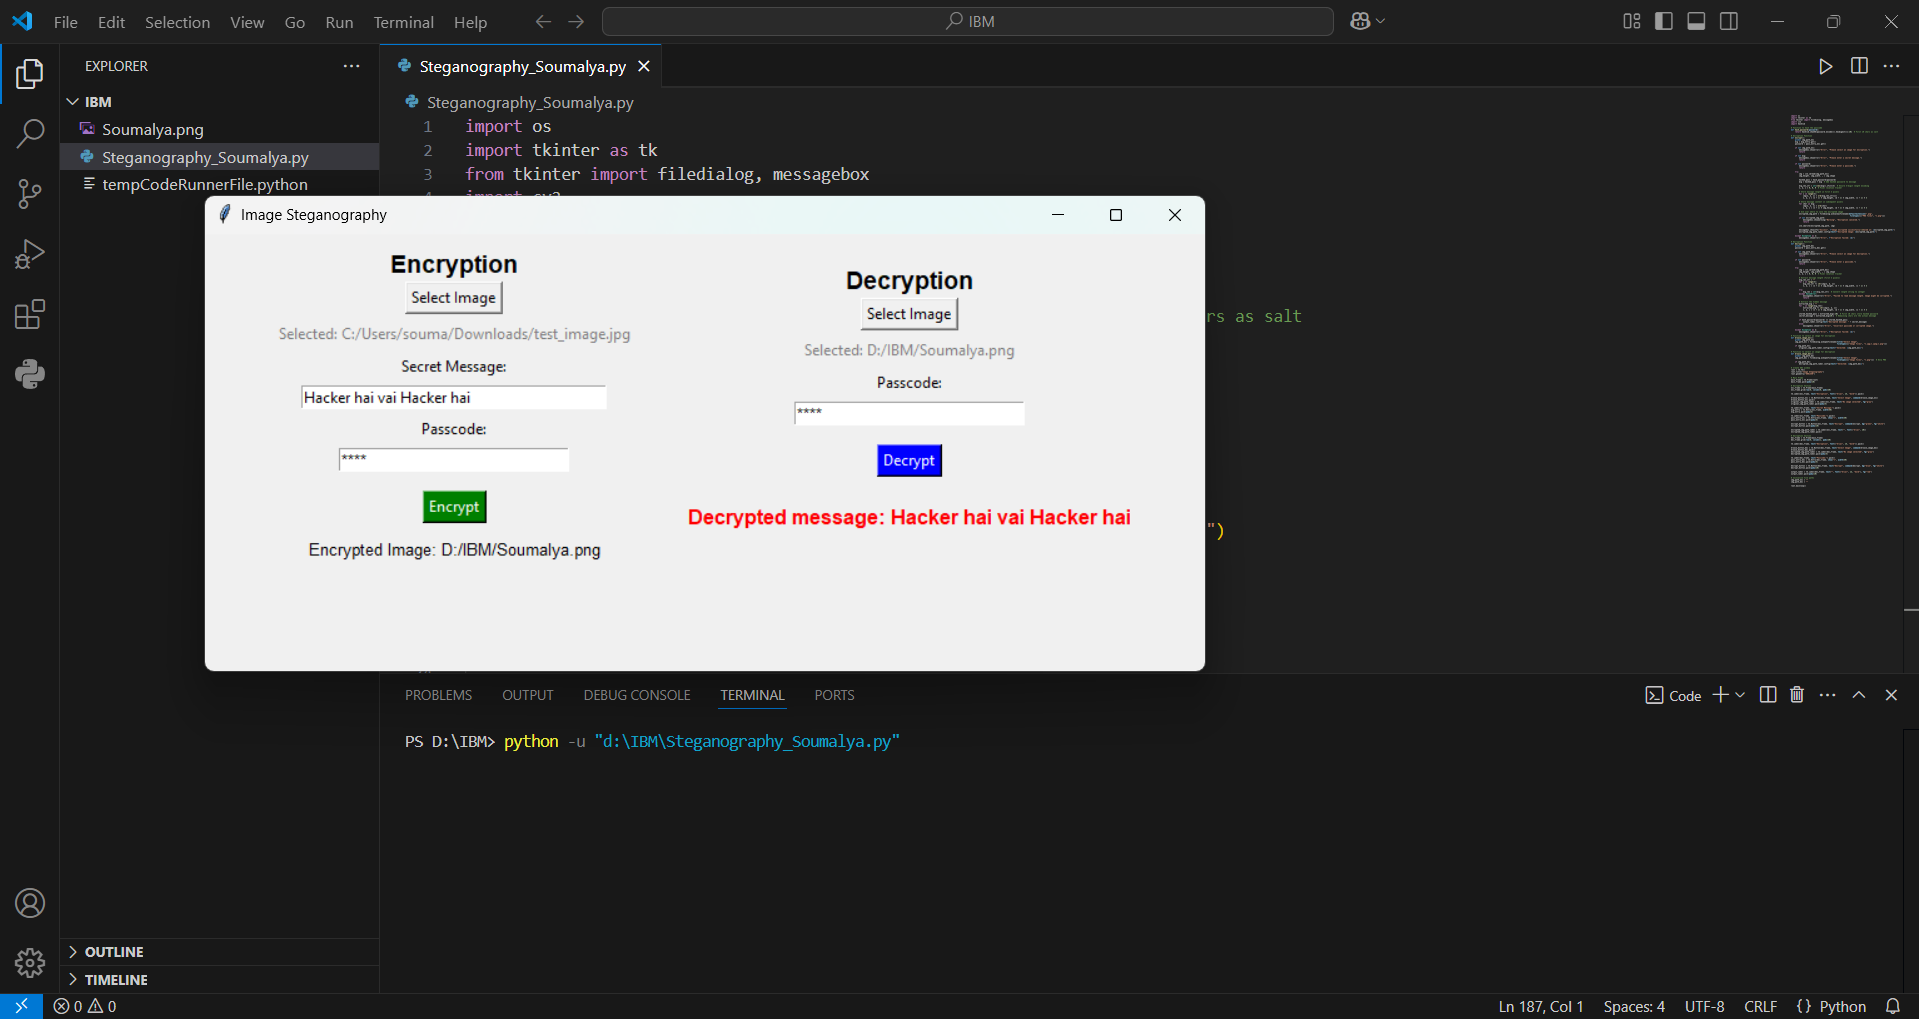 File Edit Selection View Go Run Terminal Help
IBM
EXPLORER
IBM
Soumalya.png
Steganography_Soumalya.py
tempCodeRunnerFile.python
OUTLINE
TIMELINE
Steganography_Soumalya.py
Steganography_Soumalya.py
1 import os
2 import tkinter as tk
3 from tkinter import filedialog, messagebox
rs as salt
")
Image Steganography
Encryption
Select Image
Selected: C:/Users/souma/Downloads/test_image.jpg
Secret Message:
Hacker hai vai Hacker hai
Passcode:
****
Encrypt
Encrypted Image: D:/IBM/Soumalya.png
Decryption
Select Image
Selected: D:/IBM/Soumalya.png
Passcode:
****
Decrypt
Decrypted message: Hacker hai vai Hacker hai
PROBLEMS OUTPUT DEBUG CONSOLE TERMINAL PORTS
Code
PS D:\IBM> python -u "d:\IBM\Steganography_Soumalya.py"
0 0
Ln 187, Col 1 Spaces: 4 UTF-8 CRLF {} Python